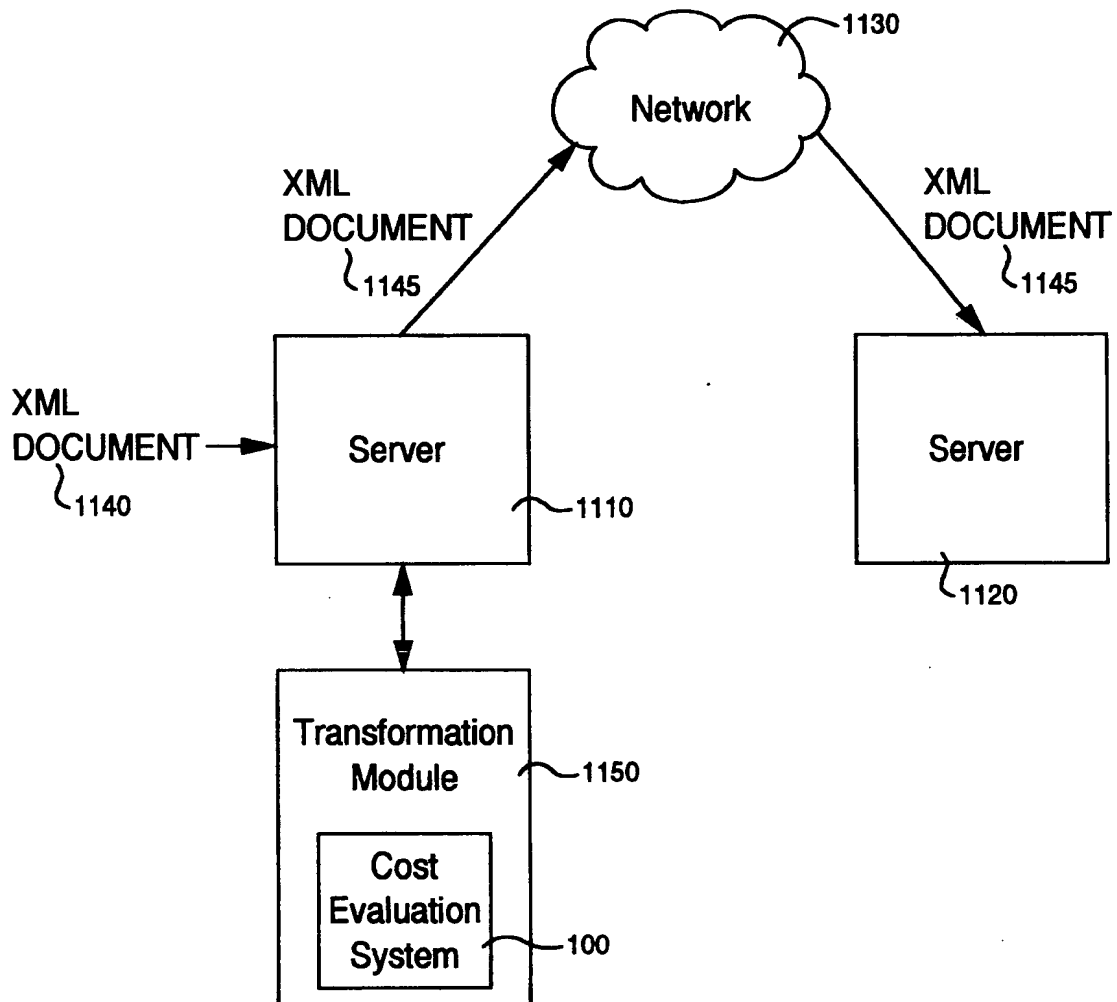 1130
Network
XML
DOCUMENT
1145
XML
DOCUMENT
1145
XML
DOCUMENT
1140
Server
1110
Server
1120
Transformation
Module
1150
Cost
Evaluation
System
100